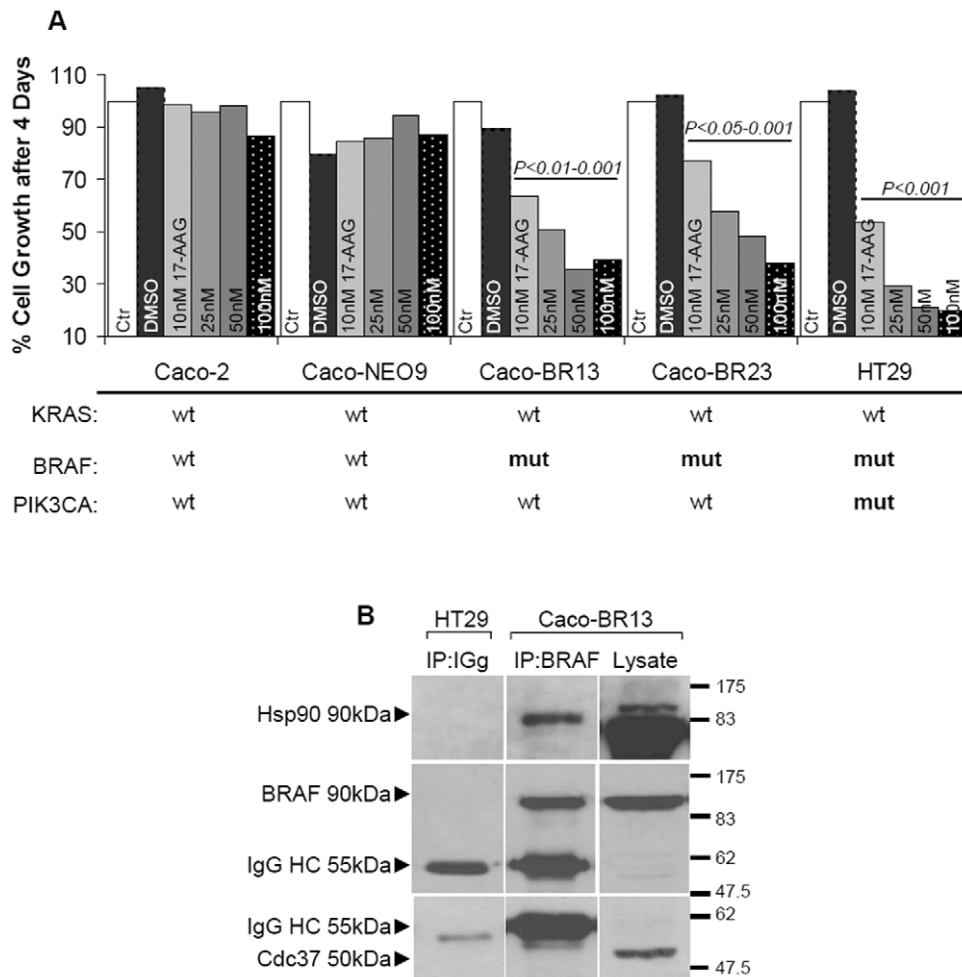 A
% Cell Growth after 4 Days
110
90
70
50
30
10
Ctr
DMSO
10nM 17-AAG
25nM
50nM
100nM
Ctr
DMSO
10nM 17-AAG
25nM
50nM
100nM
Ctr
DMSO
10nM 17-AAG
25nM
50nM
100nM
P<0.01-0.001
Ctr
DMSO
10nM 17-AAG
25nM
50nM
100nM
P<0.05-0.001
Ctr
DMSO
10nM 17-AAG
25nM
P<0.001
Caco-2 Caco-NEO9 Caco-BR13 Caco-BR23 HT29
KRAS: wt wt wt wt wt
BRAF: wt wt mut mut mut
PIK3CA: wt wt wt wt mut
B
HT29 Caco-BR13
IP:IGg IP:BRAF Lysate
Hsp90 90kDa
175
83
BRAF 90kDa
175
83
IgG HC 55kDa
62
47.5
IgG HC 55kDa
62
Cdc37 50kDa
47.5